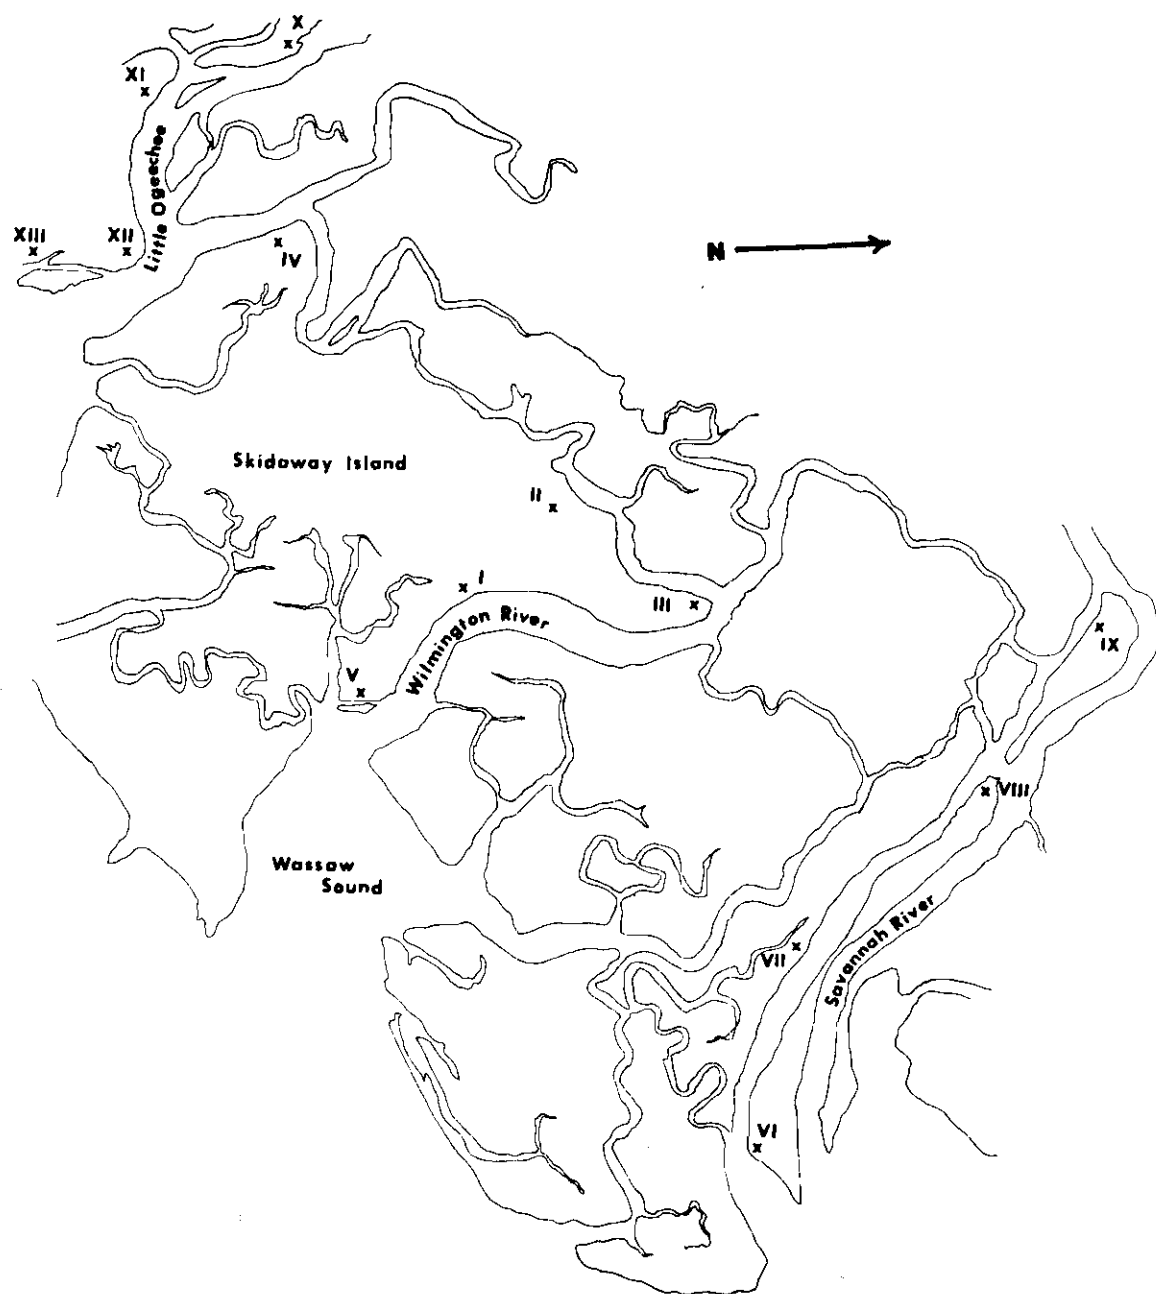 X
XI
Little Ogeechee
XIII
XII
IV
N
Skidaway Island
II
I
III
Wilmington River
IX
V
VIII
Wassaw
Sound
VII
Savannah River
VI